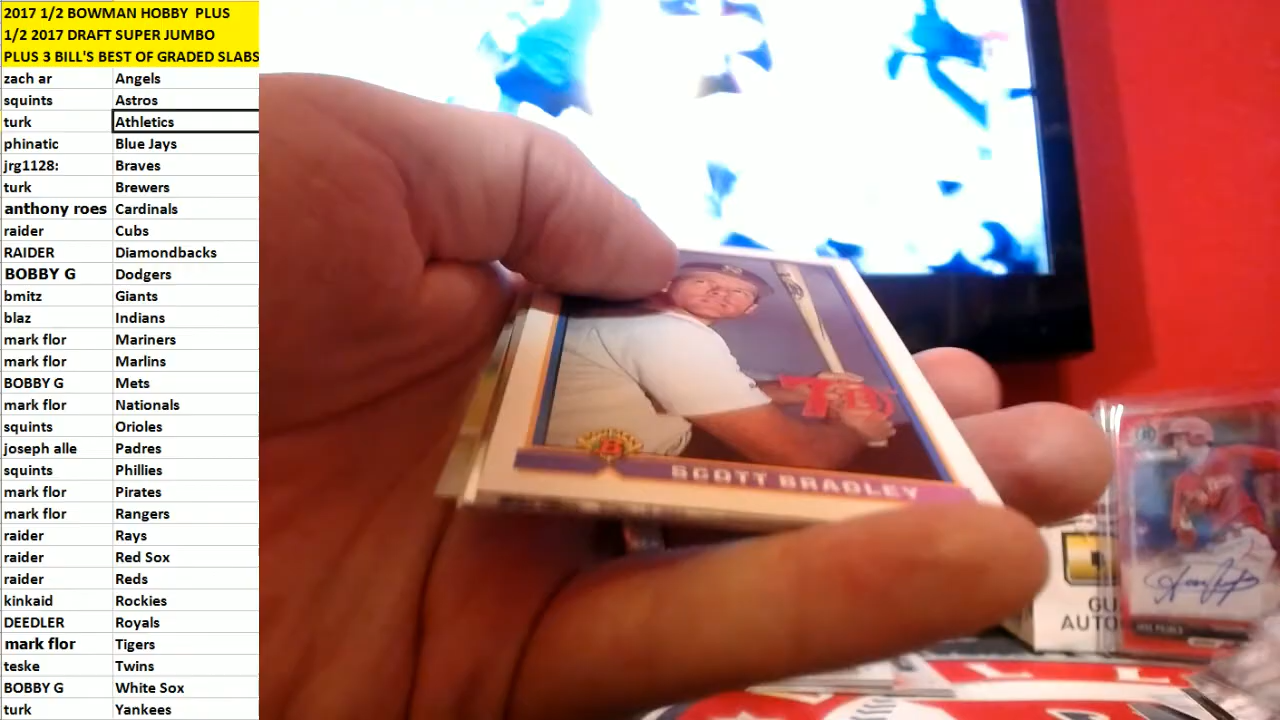 2017 1/2 BOWMAN HOBBY PLUS
1/2 2017 DRAFT SUPER JUMBO
PLUS 3 BILL'S BEST OF GRADED SLABS
zach ar Angels
squints Astros
turk Athletics
phinatic Blue Jays
jrg1128: Braves
turk Brewers
anthony roes Cardinals
raider Cubs
RAIDER Diamondbacks
BOBBY G Dodgers
bmitz Giants
blaz Indians
mark flor Mariners
mark flor Marlins
BOBBY G Mets
mark flor Nationals
squints Orioles
joseph alle Padres
squints Phillies
mark flor Pirates
mark flor Rangers
raider Rays
raider Red Sox
raider Reds
kinkaid Rockies
DEEDLER Royals
mark flor Tigers
teske Twins
BOBBY G White Sox
turk Yankees
SCOTT BRADLEY
GU
AUTO